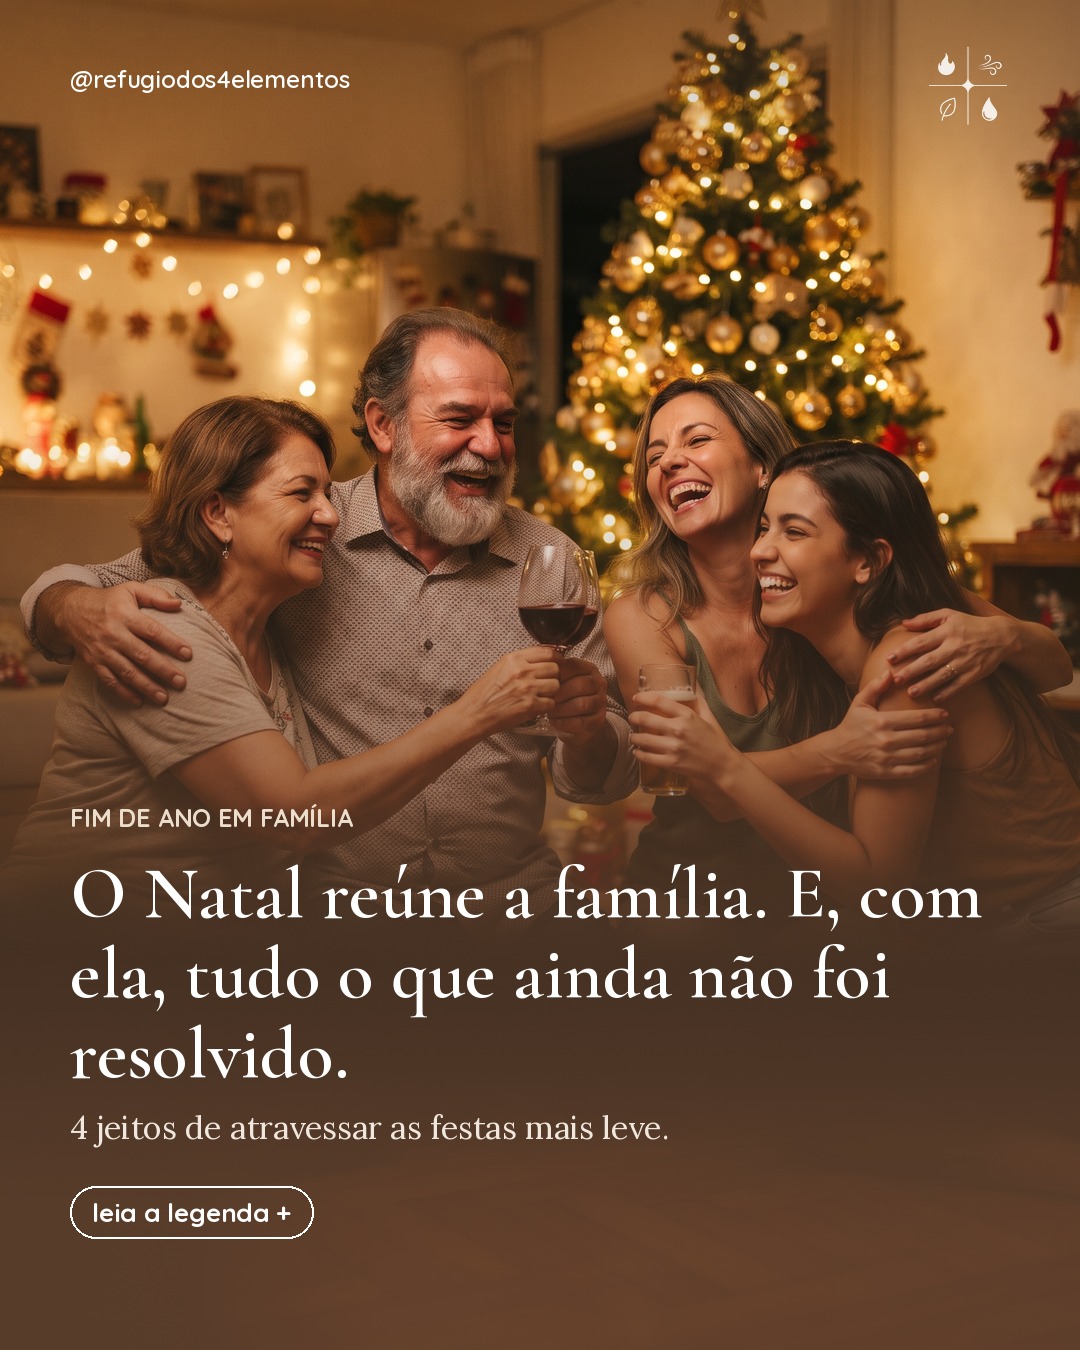 @refugiodos4elementos
FIM DE ANO EM FAMÍLIA
O Natal reúne a família. E, com
ela, tudo o que ainda não foi
resolvido.
4 jeitos de atravessar as festas mais leve.
leia a legenda +